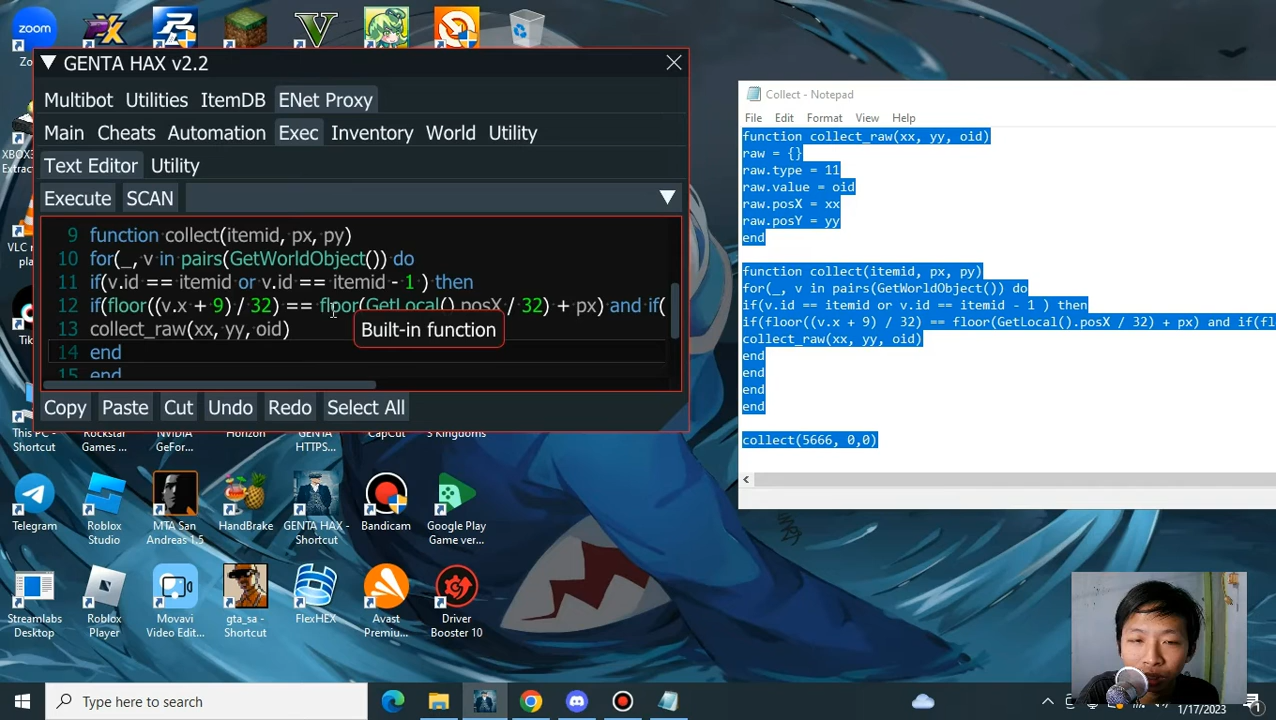 Zoom
GENTA HAX v2.2
Multibot Utilities ItemDB ENet Proxy
Main Cheats Automation Exec Inventory World Utility
Text Editor Utility
Execute SCAN
9 function collect(itemid, px, py)
10 for(_, v in pairs(GetWorldObject()) do
11 if(v.id == itemid or v.id == itemid - 1 ) then
12 if(floor((v.x + 9) / 32) == floor(GetLocal().posX / 32) + px) and if(
13 collect_raw(xx, yy, oid)
Built-in function
14 end
15 end
Copy Paste Cut Undo Redo Select All
Collect - Notepad
File Edit Format View Help
function collect_raw(xx, yy, oid)
raw = {}
raw.type = 11
raw.value = oid
raw.posX = xx
raw.posY = yy
end
function collect(itemid, px, py)
for(_, v in pairs(GetWorldObject()) do
if(v.id == itemid or v.id == itemid - 1 ) then
if(floor((v.x + 9) / 32) == floor(GetLocal().posX / 32) + px) and if(fl
collect_raw(xx, yy, oid)
end
end
end
end
collect(5666, 0,0)
This PC - Shortcut
Rockstar Games ...
NVIDIA GeFor...
Horizon
GENTA HTTPS...
CapCut
S Kingdoms
Telegram
Roblox Studio
MTA San Andreas 1.5
HandBrake
GENTA HAX - Shortcut
Bandicam
Google Play Game ver...
Streamlabs Desktop
Roblox Player
Movavi Video Edit...
gta_sa - Shortcut
FlexHEX
Avast Premiu...
Driver Booster 10
Type here to search
1/17/2023